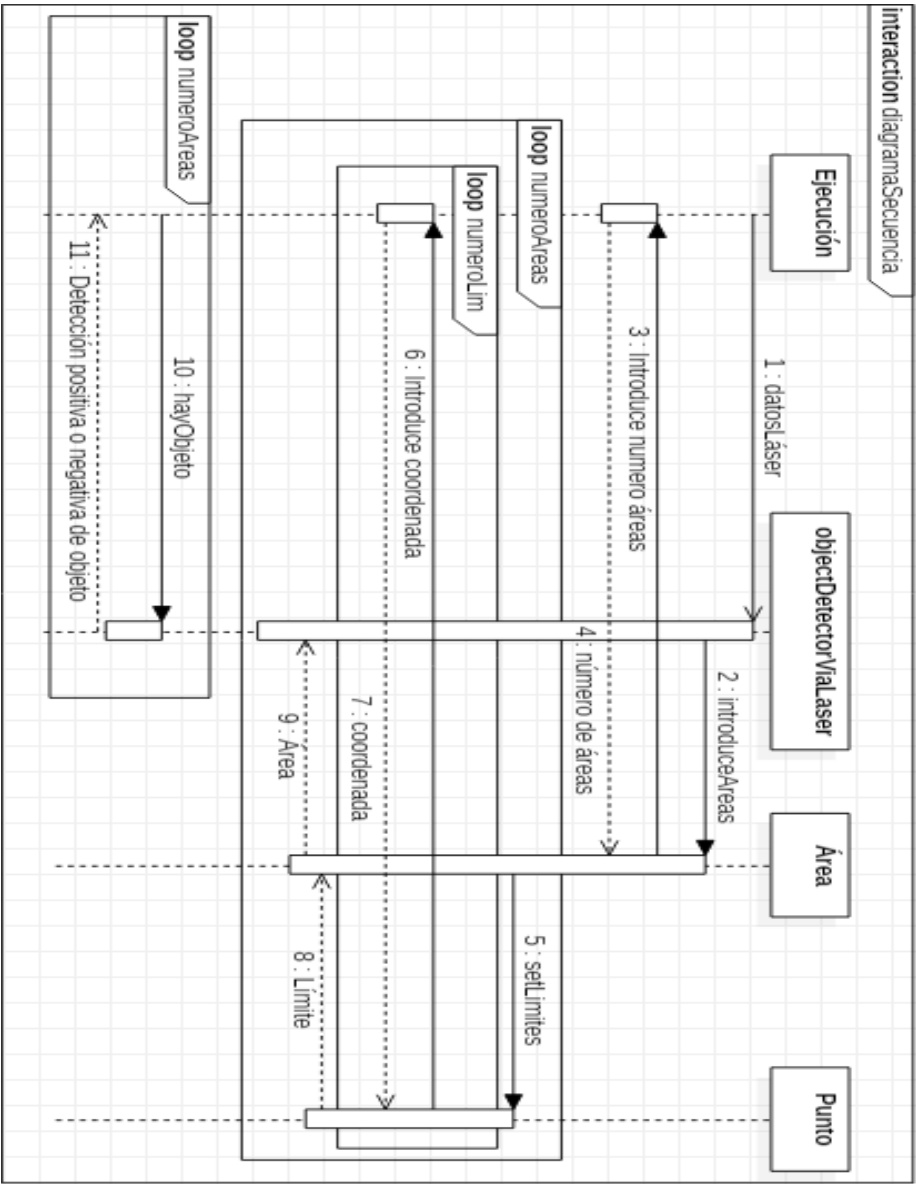 interaction diagramaSecuencia
Ejecución
objectDetectorViaLaser
Área
Punto
1 : datosLáser
2 : introduceAreas
3 : Introduce numero áreas
4 : número de áreas
loop numeroAreas
5 : setLimites
loop numeroLim
6 : Introduce coordenada
7 : coordenada
8 : Límite
9 : Área
loop numeroAreas
10 : hayObjeto
11 : Detección positiva o negativa de objeto